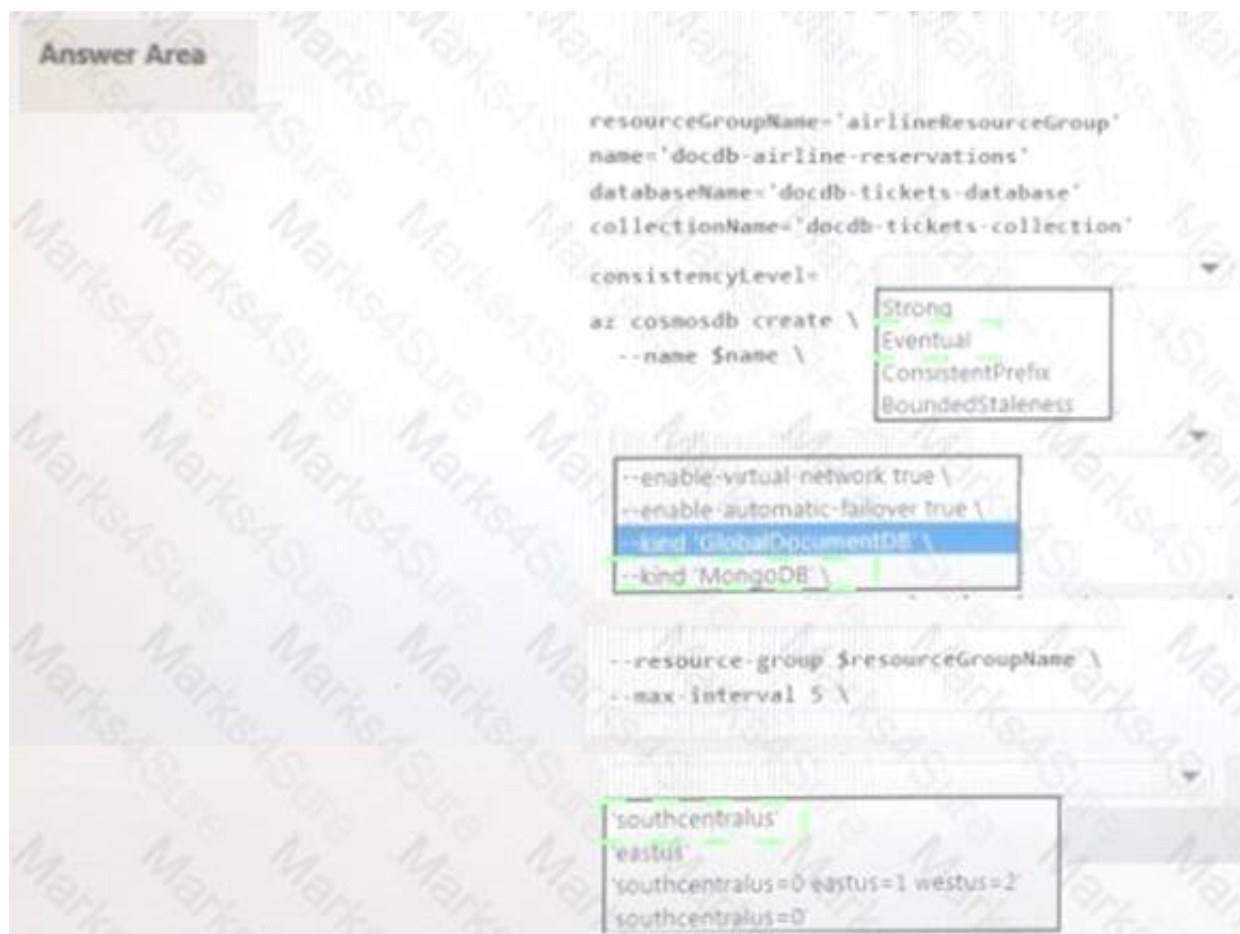 Answer Area
resourceGroupName='airlineResourceGroup'
name='docdb-airline-reservations'
databaseName='docdb-tickets-database'
collectionName='docdb-tickets-collection'
consistencyLevel=
Strong
az cosmosdb create \
Eventual
--name $name \
ConsistentPrefix
BoundedStaleness
--enable-virtual-network true \
--enable-automatic-failover true \
--kind 'GlobalDocumentDB' \
--kind 'MongoDB' \
--resource-group $resourceGroupName \
--max-interval 5 \
'southcentralus'
'eastus'
'southcentralus=0 eastus=1 westus=2'
'southcentralus=0'
Marks4Sure